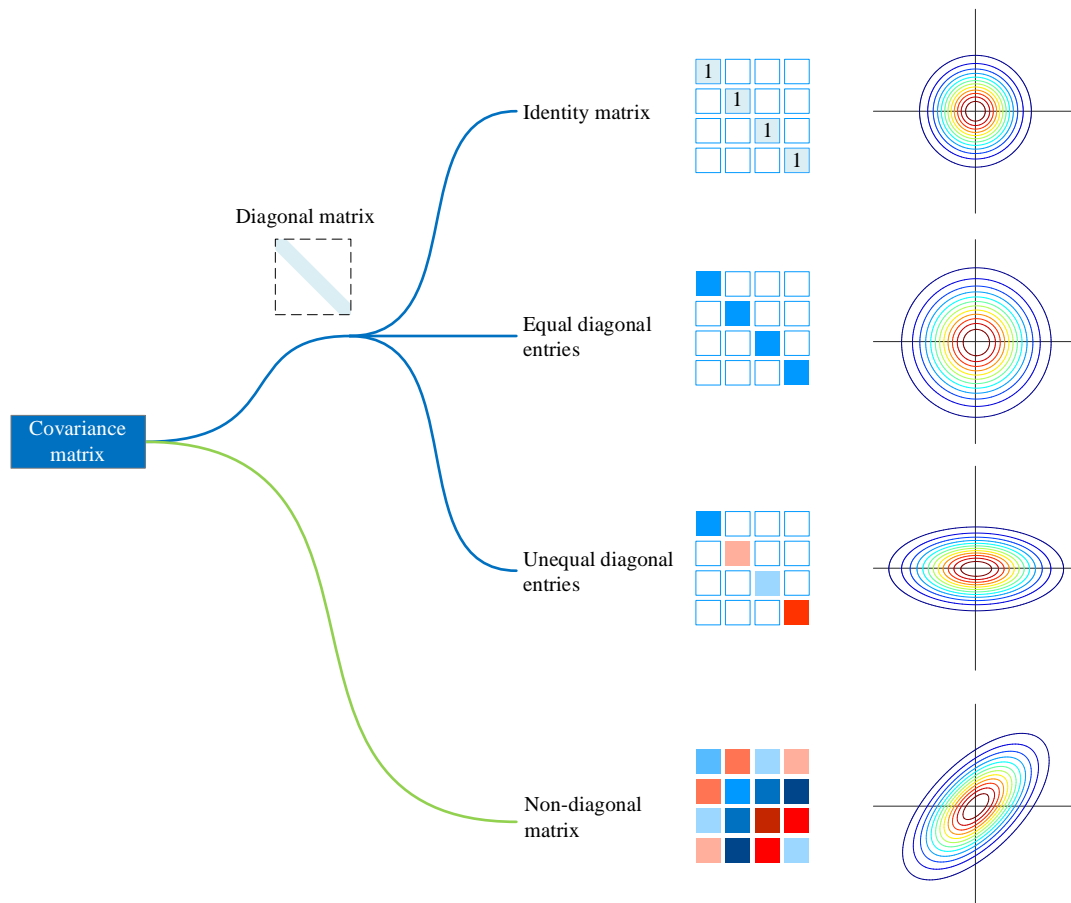 Identity matrix
1
1
1
1
Diagonal matrix
Equal diagonal
entries
Covariance
matrix
Unequal diagonal
entries
Non-diagonal
matrix